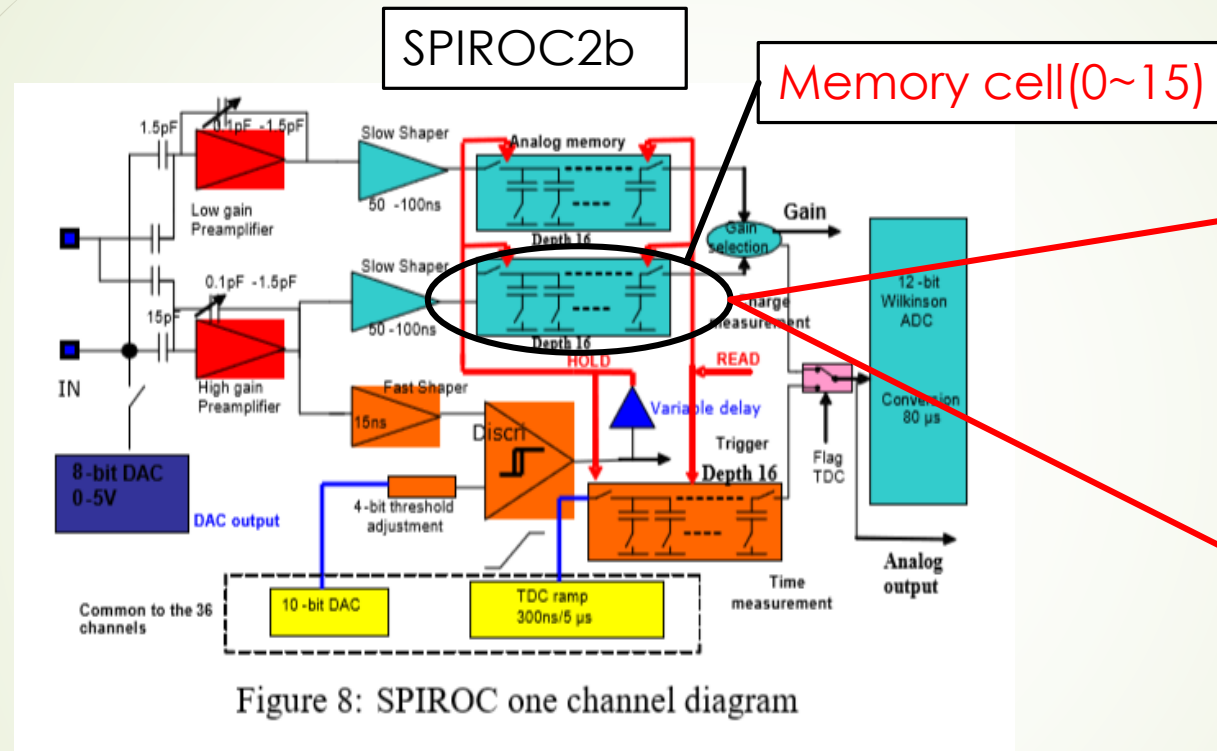 SPIROC2b
Memory cell(0~15)
1.5pF
0.1pF -1.5pF
Slow Shaper
Analog memory
50 -100ns
Low gain
Preamplifier
Depth 16
Gain
Gain
selection
Slow Shaper
0.1pF -1.5pF
15pF
50 -100ns
Charge
measurement
12 -bit
Wilkinson
ADC
Depth 16
HOLD
READ
IN
High gain
Preamplifier
Fast Shaper
15ns
Variable delay
Conversion
80 µs
Discri
Trigger
Flag
TDC
Depth 16
8-bit DAC
0-5V
DAC output
4-bit threshold
adjustment
Analog
output
Time
measurement
Common to the 36
channels
10 -bit DAC
TDC ramp
300ns/5 µs
Figure 8: SPIROC one channel diagram